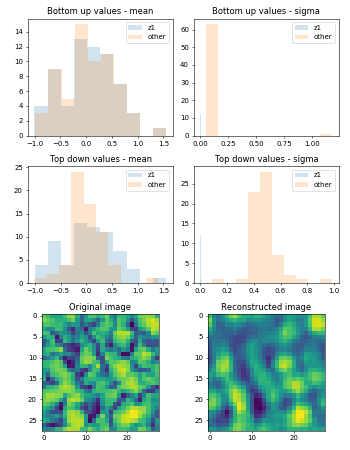 Bottom up values - mean
z1
other
14
12
10
8
6
4
2
0
-1.0 -0.5 0.0 0.5 1.0 1.5
Bottom up values - sigma
z1
other
60
50
40
30
20
10
0
0.00 0.25 0.50 0.75 1.00
Top down values - mean
z1
other
25
20
15
10
5
0
-1.0 -0.5 0.0 0.5 1.0 1.5
Top down values - sigma
z1
other
25
20
15
10
5
0
0.0 0.2 0.4 0.6 0.8 1.0
Original image
0
5
10
15
20
25
0 10 20
Reconstructed image
0
5
10
15
20
25
0 10 20